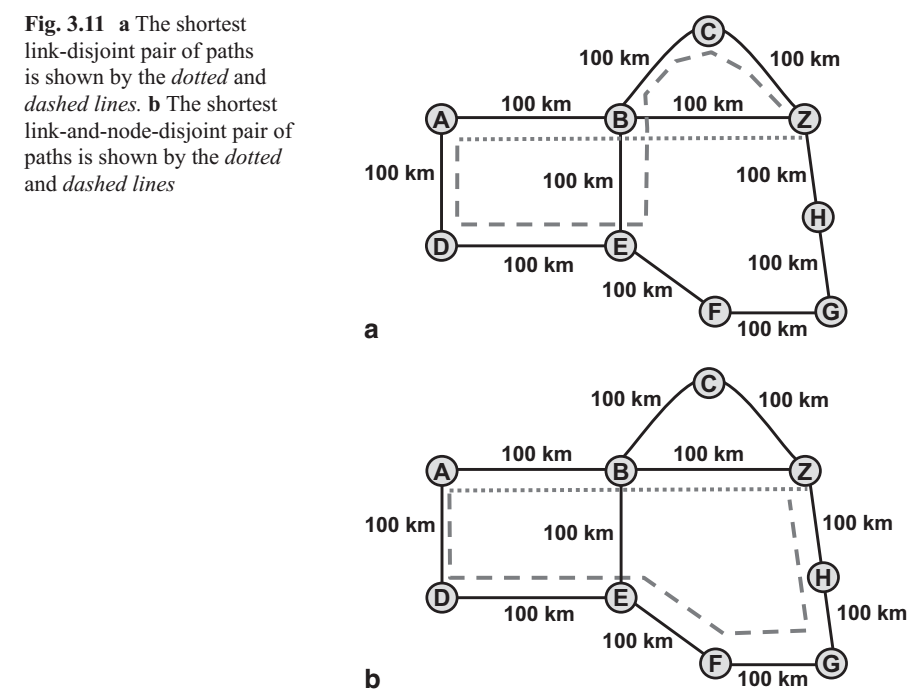 Fig. 3.11 a The shortest
link-disjoint pair of paths
is shown by the dotted and
dashed lines. b The shortest
link-and-node-disjoint pair of
paths is shown by the dotted
and dashed lines
C
100 km
100 km
100 km
100 km
A
B
Z
100 km
100 km
100 km
H
D
E
100 km
100 km
100 km
F
G
100 km
a
C
100 km
100 km
100 km
100 km
A
B
Z
100 km
100 km
100 km
H
D
E
100 km
100 km
100 km
F
G
100 km
b